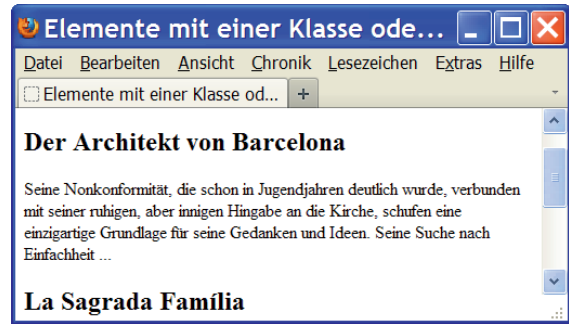 Elemente mit einer Klasse ode...
Datei Bearbeiten Ansicht Chronik Lesezeichen Extras Hilfe
Elemente mit einer Klasse od... +
Der Architekt von Barcelona
Seine Nonkonformität, die schon in Jugendjahren deutlich wurde, verbunden
mit seiner ruhigen, aber innigen Hingabe an die Kirche, schufen eine
einzigartige Grundlage für seine Gedanken und Ideen. Seine Suche nach
Einfachheit ...
La Sagrada Família